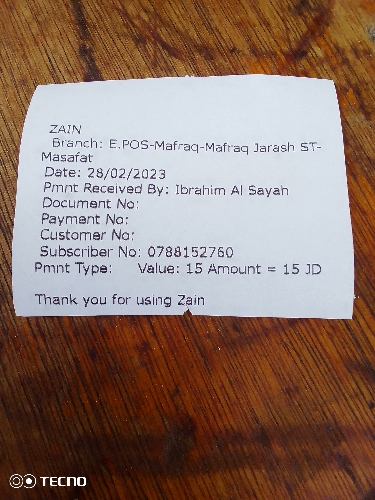 ZAIN
Branch: E.POS-Mafraq-Mafraq Jarash ST-
Masafat
Date: 28/02/2023
Pmnt Received By: Ibrahim Al Sayah
Document No:
Payment No:
Customer No:
Subscriber No: 0788152760
Pmnt Type: Value: 15 Amount = 15 JD
Thank you for using Zain
TECNO